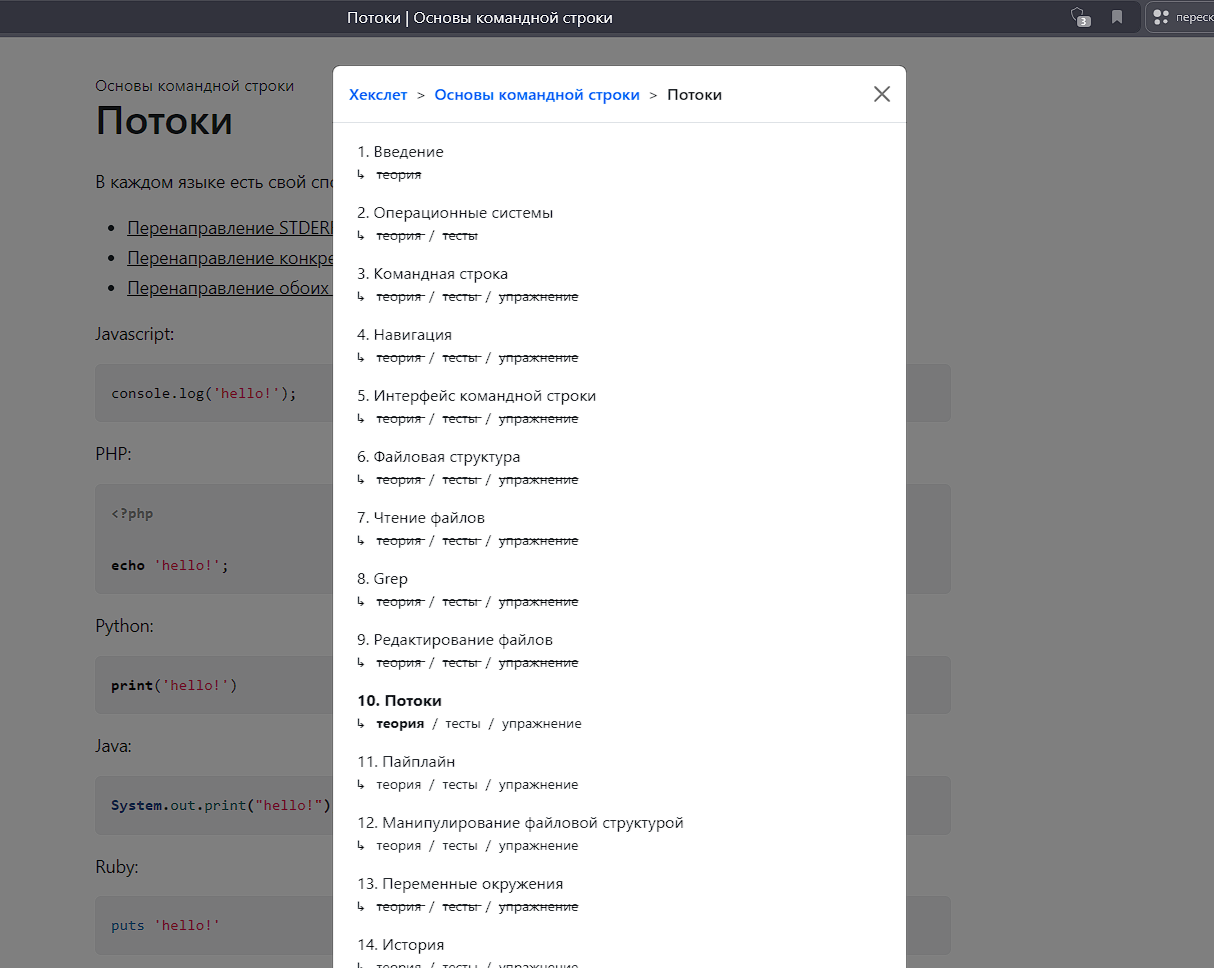 Потоки | Основы командной строки
3
Основы командной строки
Потоки
В каждом языке есть свой
Перенаправление
Перенаправление
Перенаправление обоих
Javascript:
console.log('hello!');
PHP:
<?php
echo 'hello!';
Python:
print('hello!')
Java:
System.out.print("hello!")
Ruby:
puts 'hello!'
Хекслет > Основы командной строки > Потоки
1. Введение
↳ теория
2. Операционные системы
↳ теория / тесты
3. Командная строка
↳ теория / тесты / упражнение
4. Навигация
↳ теория / тесты / упражнение
5. Интерфейс командной строки
↳ теория / тесты / упражнение
6. Файловая структура
↳ теория / тесты / упражнение
7. Чтение файлов
↳ теория / тесты / упражнение
8. Grep
↳ теория / тесты / упражнение
9. Редактирование файлов
↳ теория / тесты / упражнение
10. Потоки
↳ теория / тесты / упражнение
11. Пайплайн
↳ теория / тесты / упражнение
12. Манипулирование файловой структурой
↳ теория / тесты / упражнение
13. Переменные окружения
↳ теория / тесты / упражнение
14. История
↳ теория / тесты / упражнение